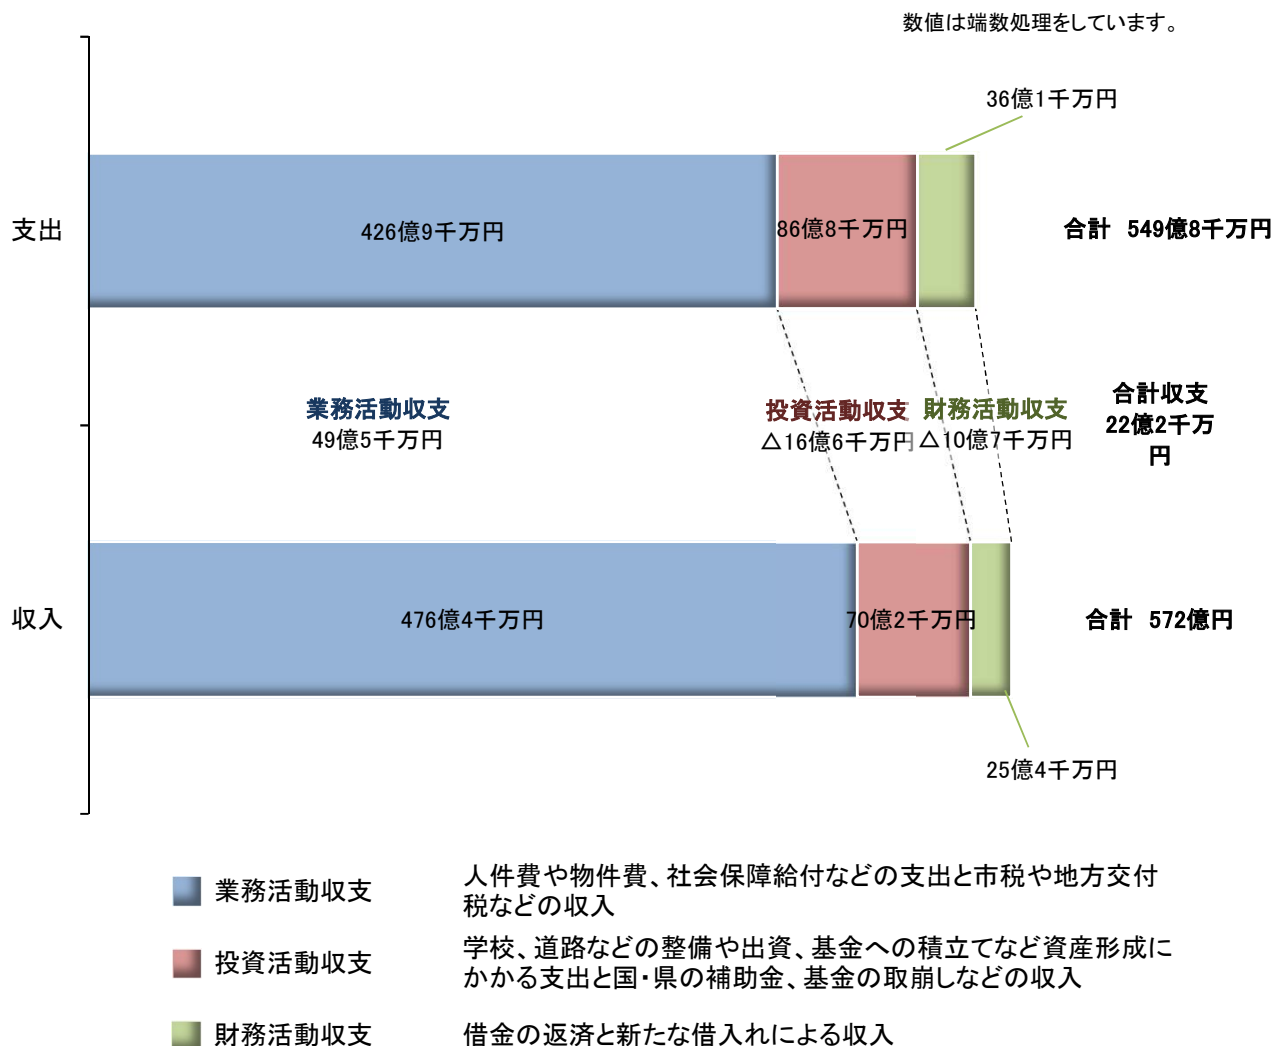 数値は端数処理をしています。
36億1千万円
支出
426億9千万円
86億8千万円
合計 549億8千万円
業務活動収支
49億5千万円
投資活動収支
△16億6千万円
財務活動収支
△10億7千万円
合計収支
22億2千万
円
収入
476億4千万円
70億2千万円
合計 572億円
25億4千万円
業務活動収支
人件費や物件費、社会保障給付などの支出と市税や地方交付
税などの収入
投資活動収支
学校、道路などの整備や出資、基金への積立てなど資産形成に
かかる支出と国・県の補助金、基金の取崩しなどの収入
財務活動収支
借金の返済と新たな借入れによる収入